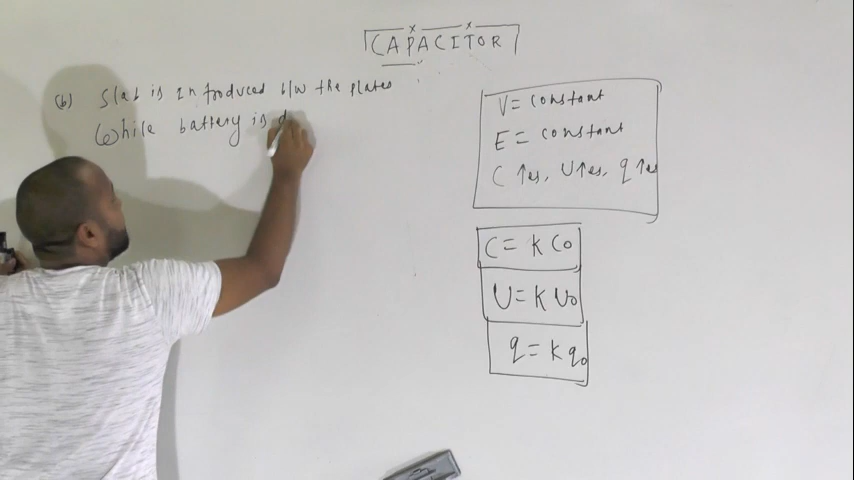 CAPACITOR
(b) Slab is introduced b/w the plates
While battery is d
V = constant
E = constant
C ↑es, U↑es, q ↑es
C = K C₀
U = K U₀
q = K q₀